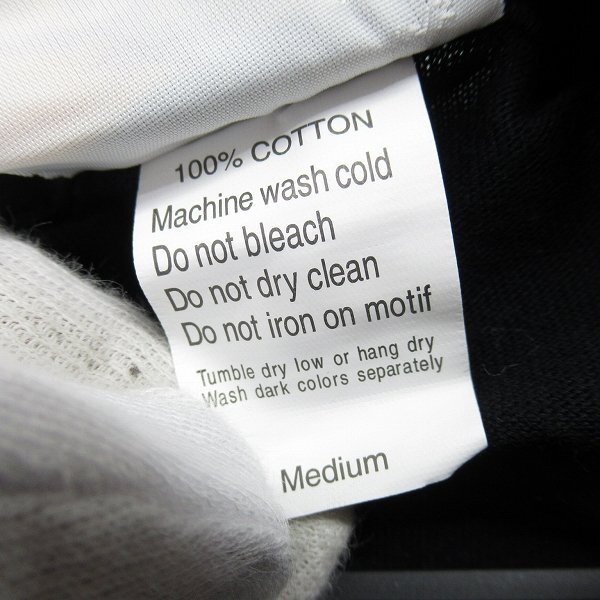 100% COTTON
Machine wash cold
Do not bleach
Do not dry clean
Do not iron on motif
Tumble dry low or hang dry
Wash dark colors separately
Medium